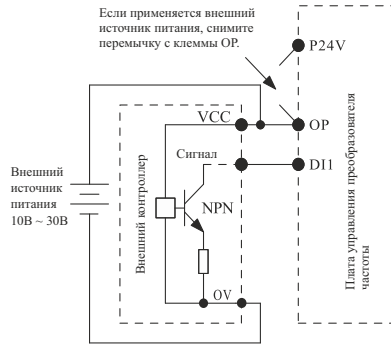 Если применяется внешний
источник питания, снимите
перемычку с клеммы OP.
P24V
VCC
OP
Сигнал
DI1
Внешний
источник
питания
10В ~ 30В
Внешний контроллер
NPN
0V
Плата управления преобразователя
частоты